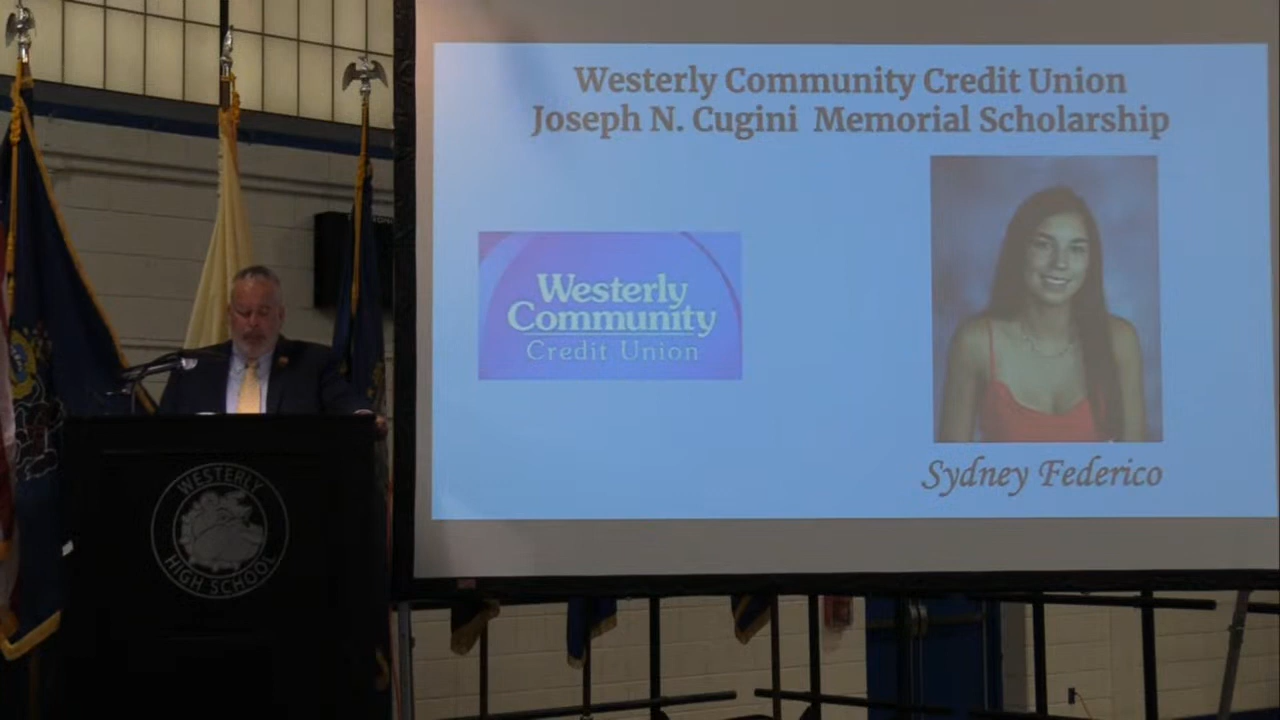 Westerly Community Credit Union
Joseph N. Cugini Memorial Scholarship
Westerly
Community
Credit Union
Sydney Federico
WESTERLY
HIGH SCHOOL